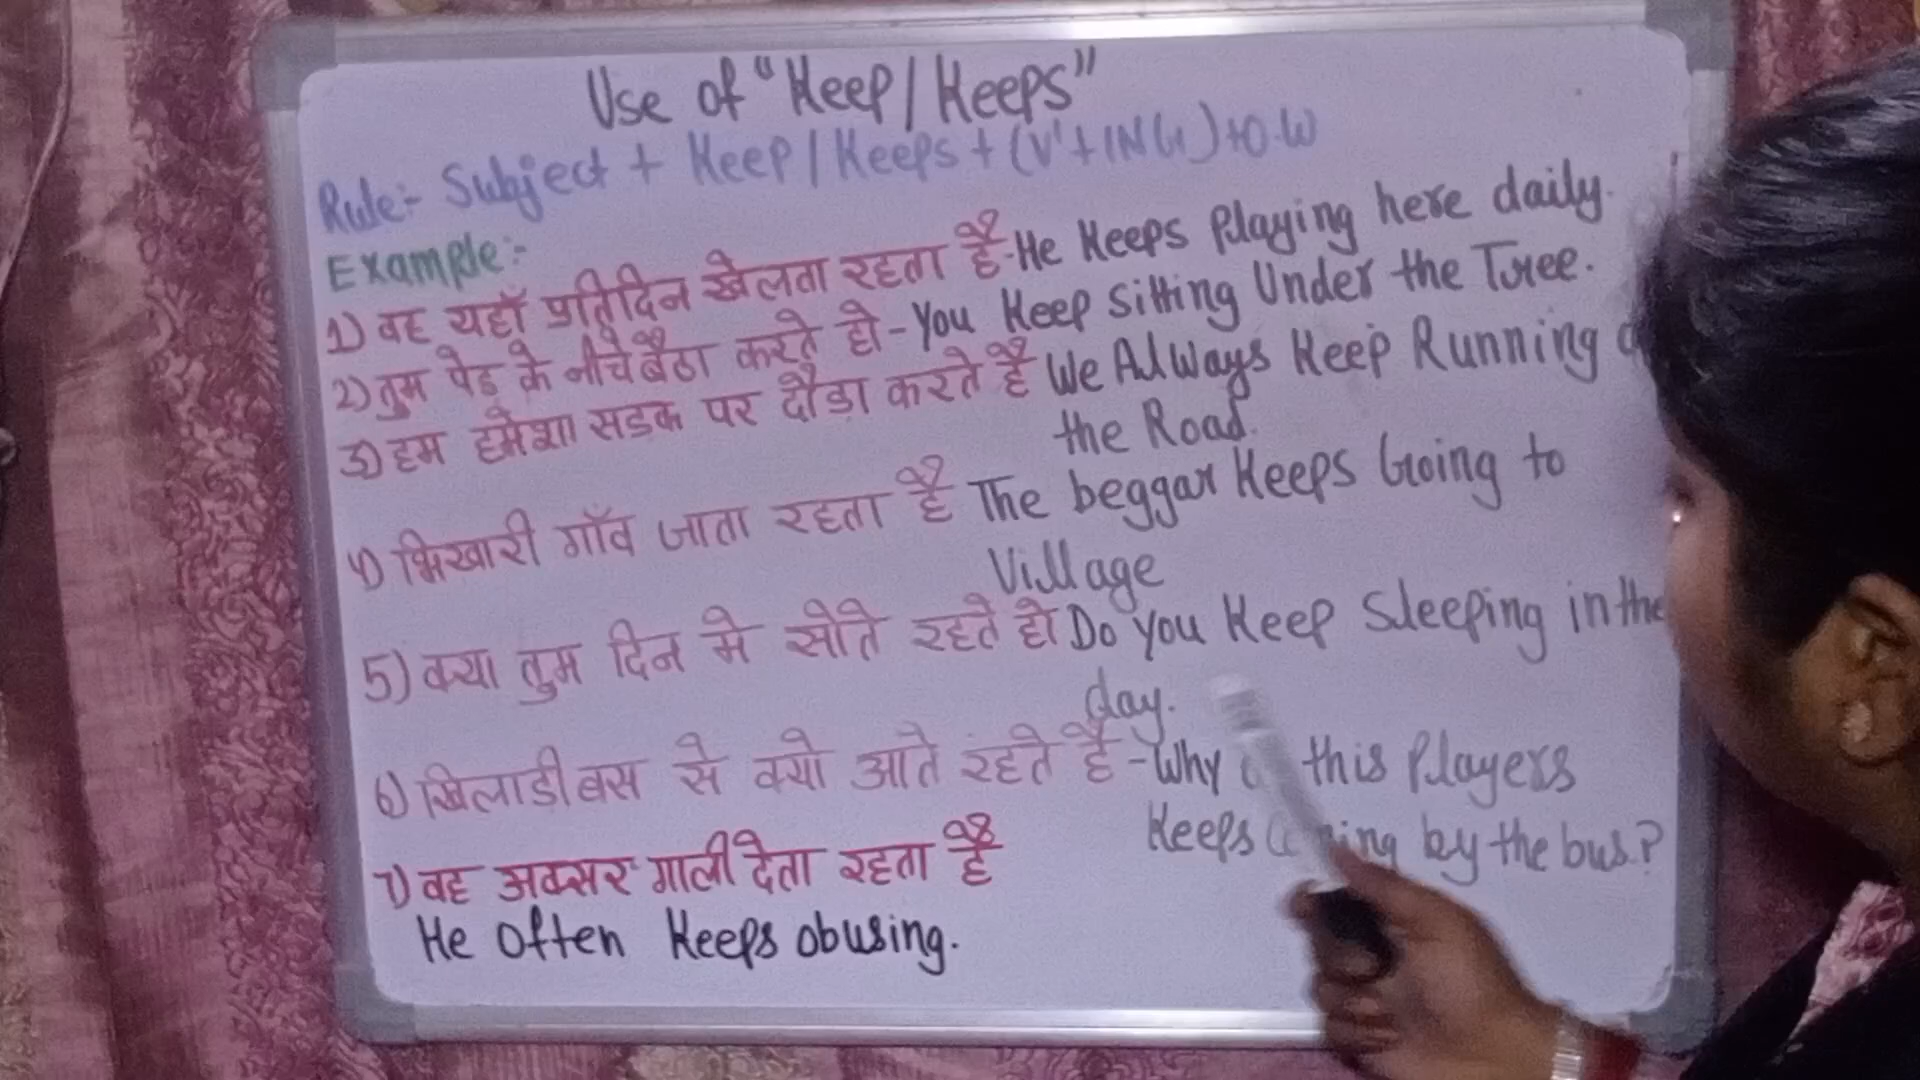 Use of "Keep/Keeps"
Rule:- Subject + Keep/Keeps + (V¹+ING) + O.W
Example:-
1) वह यहाँ प्रतिदिन खेलता रहता है-He Keeps Playing here daily.
2) तुम पेड के नीचे बैठा करते हो-You Keep Sitting Under the Tree.
3) हम हमेशा सडक पर दौड़ा करते है We Always Keep Running
the Road.
4) भिखारी गाँव जाता रहता है The beggar Keeps Going to
Village
5) क्या तुम दिन मे सोते रहते हो Do You Keep Sleeping in the
day.
6) खिलाडी बस से क्यो आते रहते है-Why this Players
Keeps by the bus?
7) वह अक्सर गाली देता रहता है
He Often Keeps obusing.